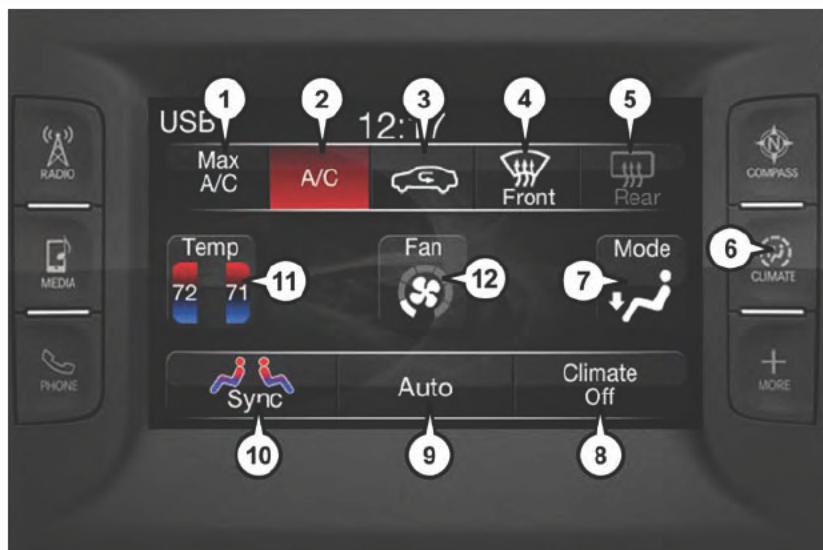 1 2 3 4 5
USB 12:17
RADIO
Max A/C
A/C
Front
Rear
COMPASS
Temp
Fan
Mode
6
MEDIA
72 71
11
12
7
CLIMATE
PHONE
Sync
Auto
Climate Off
MORE
10 9 8